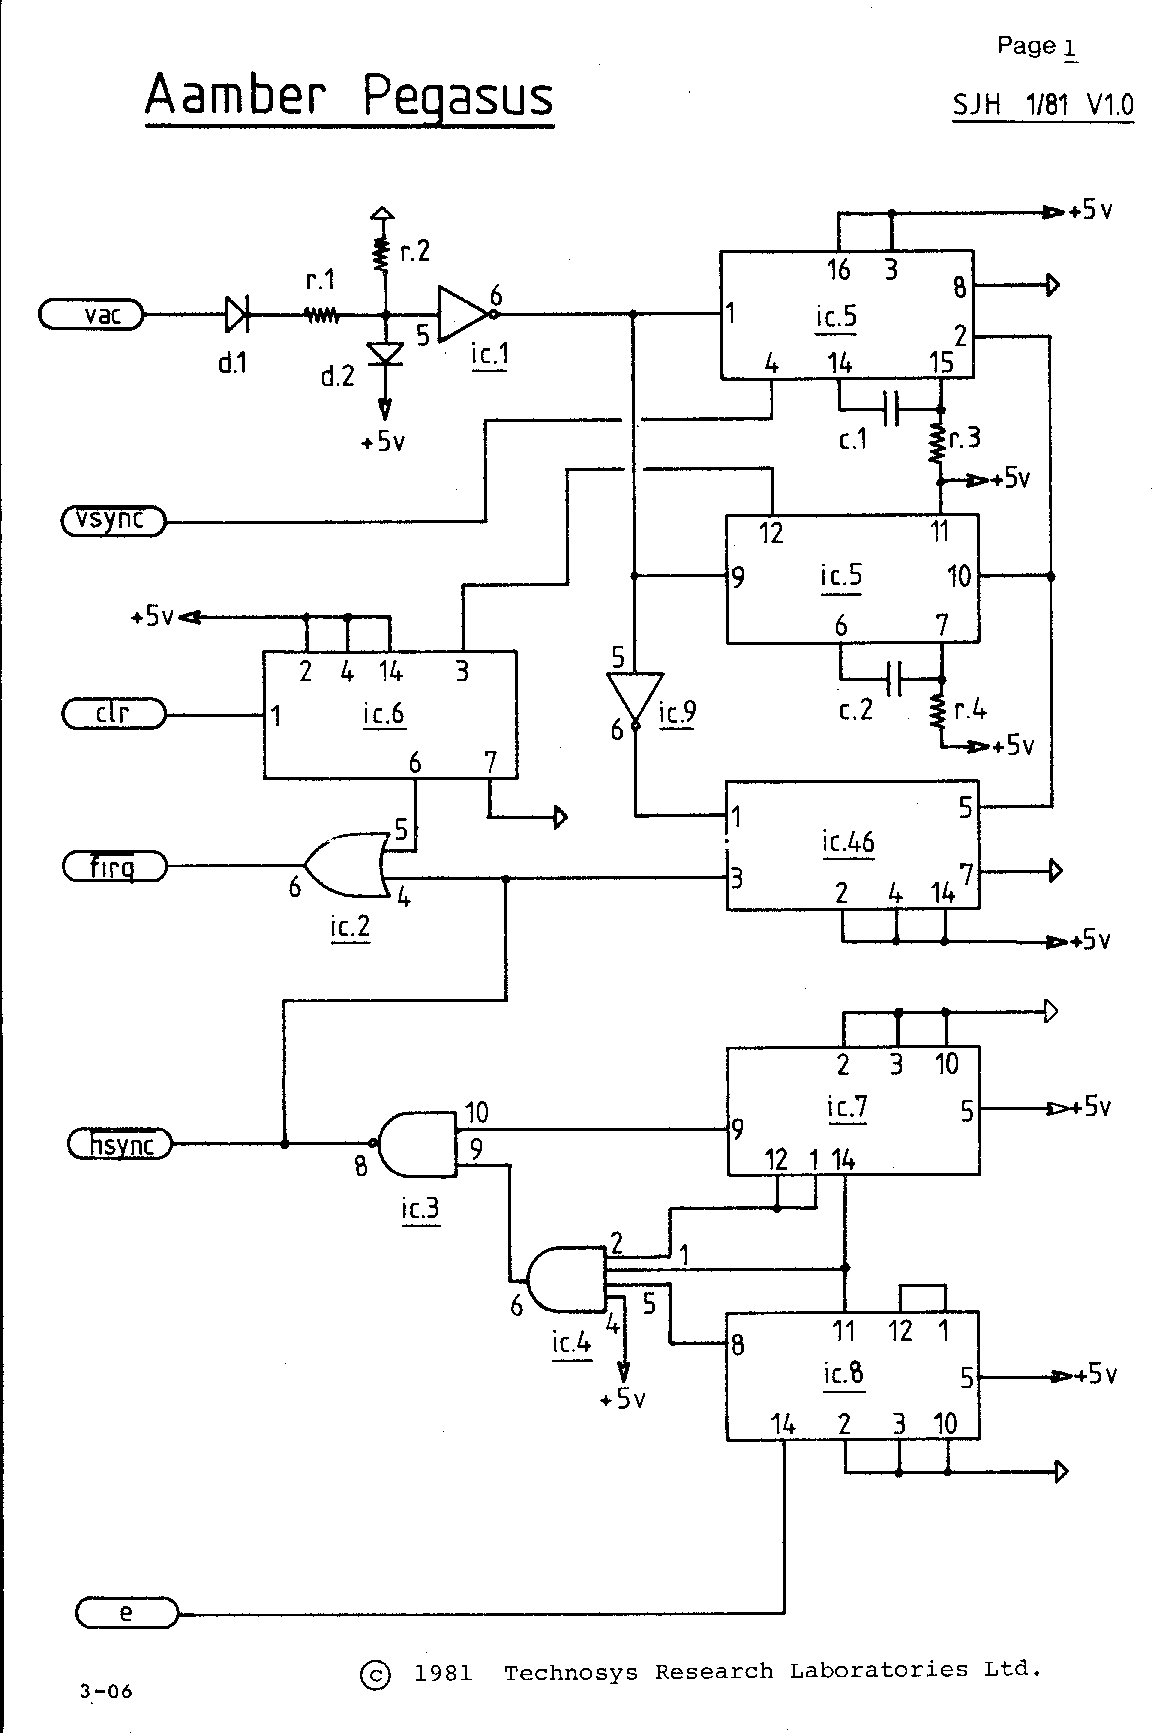 Page 1
Aamber Pegasus
SJH 1/81 V1.0
+5v
16 3
r.2
8
r.1
6
vac
1
ic.5
5
ic.1
2
d.1
d.2
4 14 15
+5v
c.1
r.3
+5v
vsync
12 11
9
ic.5
10
+5v
6 7
5
2 4 14 3
clr
1
ic.6
ic.9
c.2
r.4
6
+5v
6 7
1
5
5
firq
ic.46
6
4
3
7
ic.2
2 4 14
+5v
2 3 10
10
ic.7
5
+5v
hsync
9
9
8
12 1 14
ic.3
2
1
6
5
4
11 12 1
ic.4
8
ic.8
5
+5v
+5v
14 2 3 10
e
© 1981 Technosys Research Laboratories Ltd.
3-06